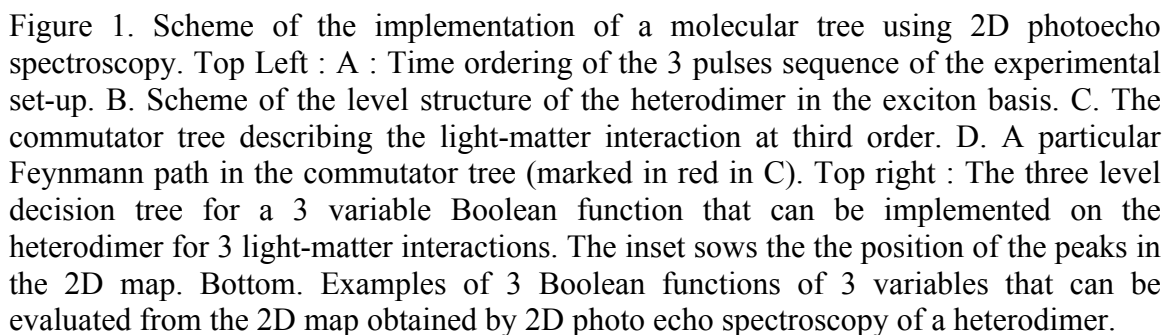 Figure 1. Scheme of the implementation of a molecular tree using 2D photoecho
spectroscopy. Top Left : A : Time ordering of the 3 pulses sequence of the experimental
set-up. B. Scheme of the level structure of the heterodimer in the exciton basis. C. The
commutator tree describing the light-matter interaction at third order. D. A particular
Feynmann path in the commutator tree (marked in red in C). Top right : The three level
decision tree for a 3 variable Boolean function that can be implemented on the
heterodimer for 3 light-matter interactions. The inset sows the the position of the peaks in
the 2D map. Bottom. Examples of 3 Boolean functions of 3 variables that can be
evaluated from the 2D map obtained by 2D photo echo spectroscopy of a heterodimer.